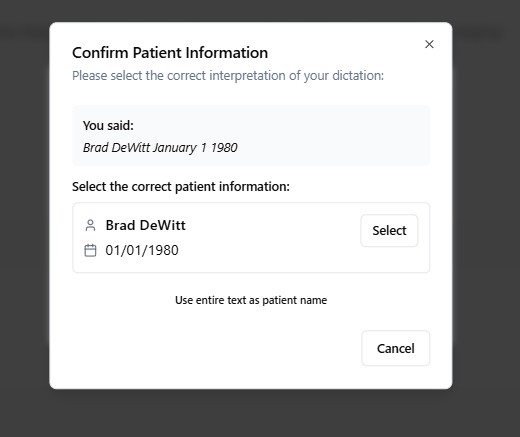 Confirm Patient Information
Please select the correct interpretation of your dictation:
You said:
Brad DeWitt January 1 1980
Select the correct patient information:
Brad DeWitt
Select
01/01/1980
Use entire text as patient name
Cancel